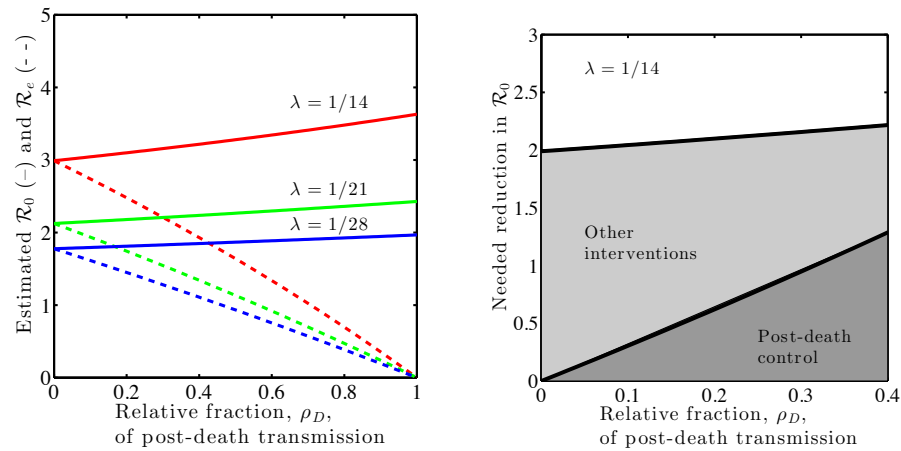 Estimated R₀ (−) and Rₑ (- -)
5
4
3
2
1
0
λ = 1/14
λ = 1/21
λ = 1/28
0 0.2 0.4 0.6 0.8 1
Relative fraction, ρ_D,
of post-death transmission
Needed reduction in R₀
3
2.5
2
1.5
1
0.5
0
λ = 1/14
Other
interventions
Post-death
control
0 0.1 0.2 0.3 0.4
Relative fraction, ρ_D,
of post-death transmission